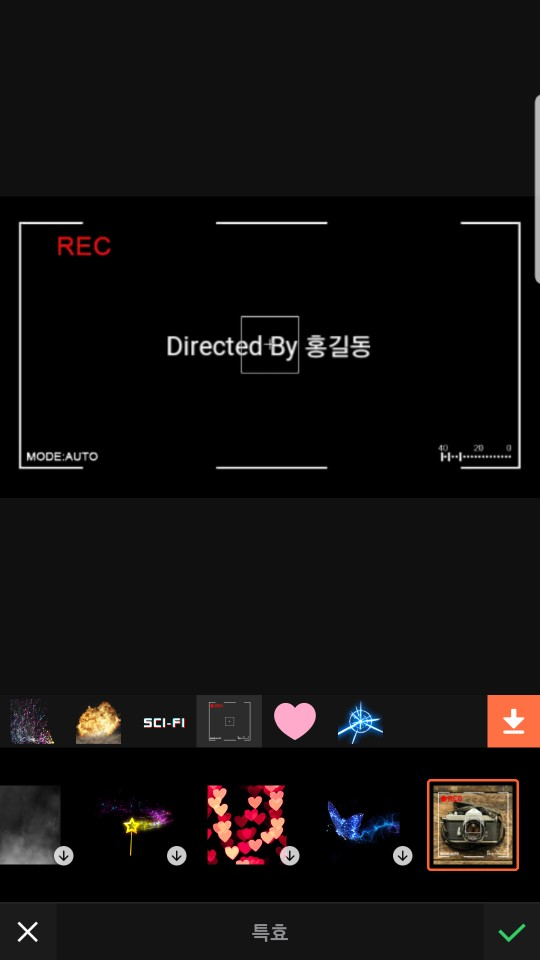 REC
Directed By 홍길동
MODE:AUTO
40 20 0
SCI-FI
특효